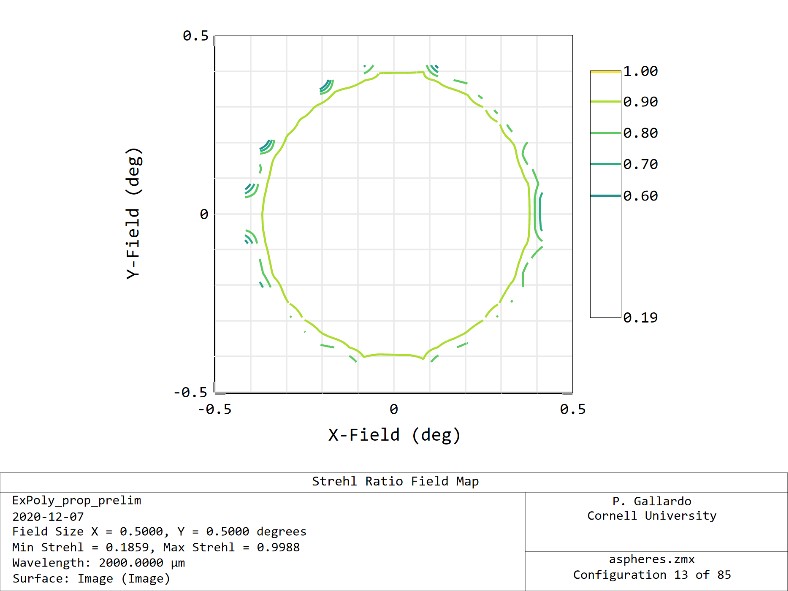 0.5
0
-0.5
Y-Field (deg)
-0.5
0
0.5
X-Field (deg)
1.00
0.90
0.80
0.70
0.60
0.19
Strehl Ratio Field Map
ExPoly_prop_prelim
2020-12-07
Field Size X = 0.5000, Y = 0.5000 degrees
Min Strehl = 0.1859, Max Strehl = 0.9988
Wavelength: 2000.0000 µm
Surface: Image (Image)
P. Gallardo
Cornell University
aspheres.zmx
Configuration 13 of 85